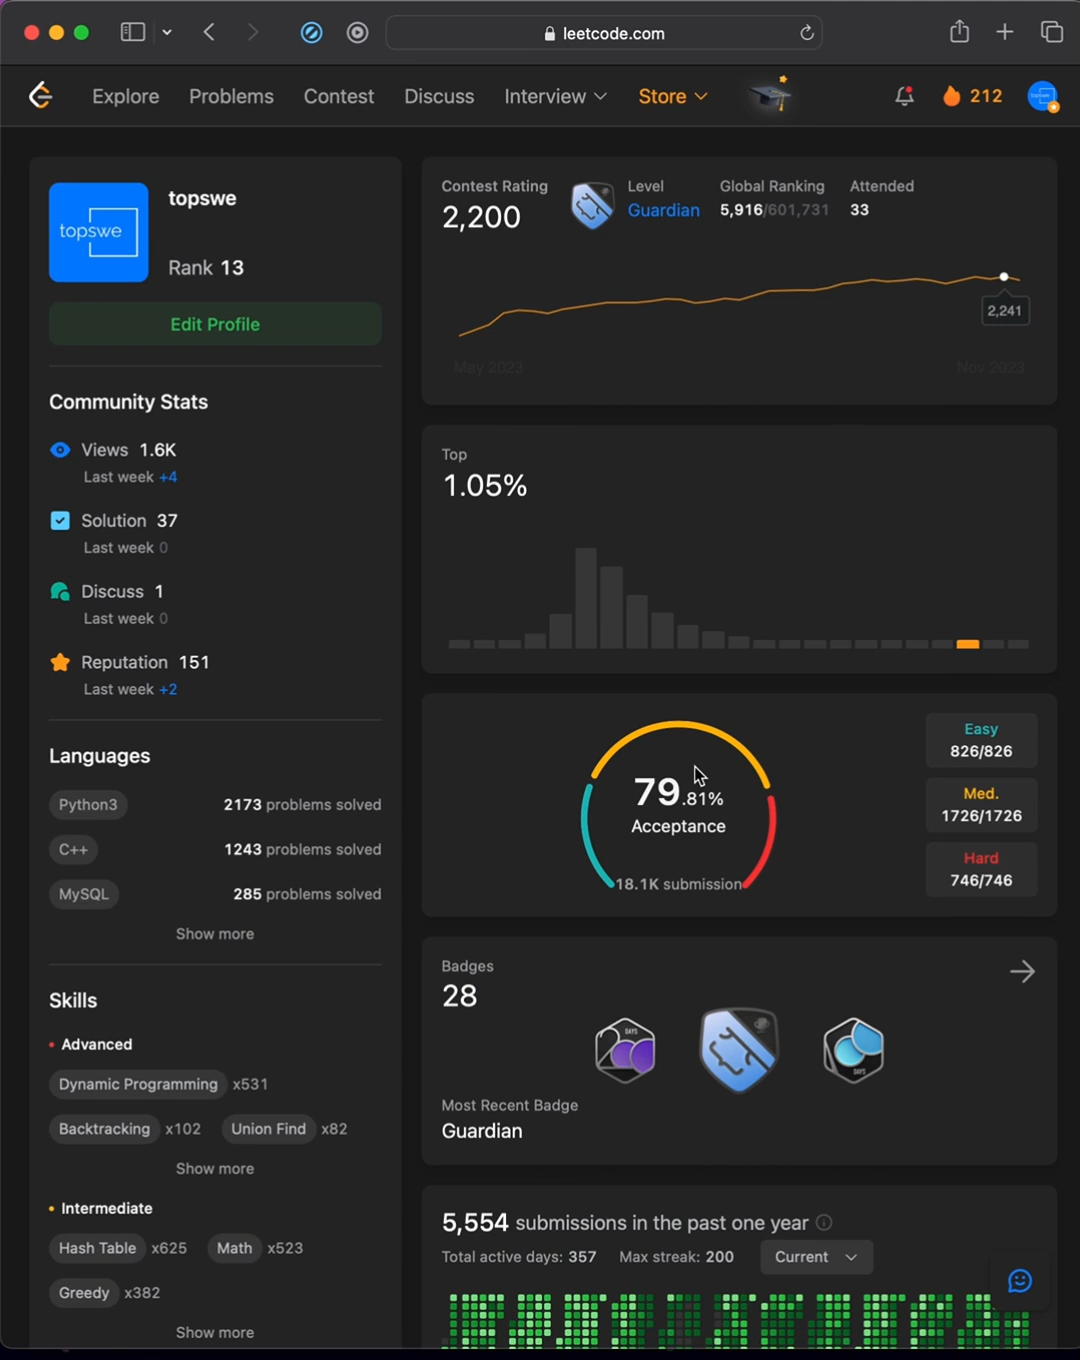 leetcode.com
Explore Problems Contest Discuss Interview Store 212
topswe
topswe
Rank 13
Edit Profile
Community Stats
Views 1.6K
Last week +4
Solution 37
Last week 0
Discuss 1
Last week 0
Reputation 151
Last week +2
Languages
Python3 2173 problems solved
C++ 1243 problems solved
MySQL 285 problems solved
Show more
Skills
Advanced
Dynamic Programming x531
Backtracking x102 Union Find x82
Show more
Intermediate
Hash Table x625 Math x523
Greedy x382
Show more
Contest Rating
2,200
Level
Guardian
Global Ranking
5,916/601,731
Attended
33
2,241
May 2023 Nov 2023
Top
1.05%
79.81%
Acceptance
18.1K submission
Easy
826/826
Med.
1726/1726
Hard
746/746
Badges
28
DAYS
DAYS
Most Recent Badge
Guardian
5,554 submissions in the past one year
Total active days: 357 Max streak: 200 Current